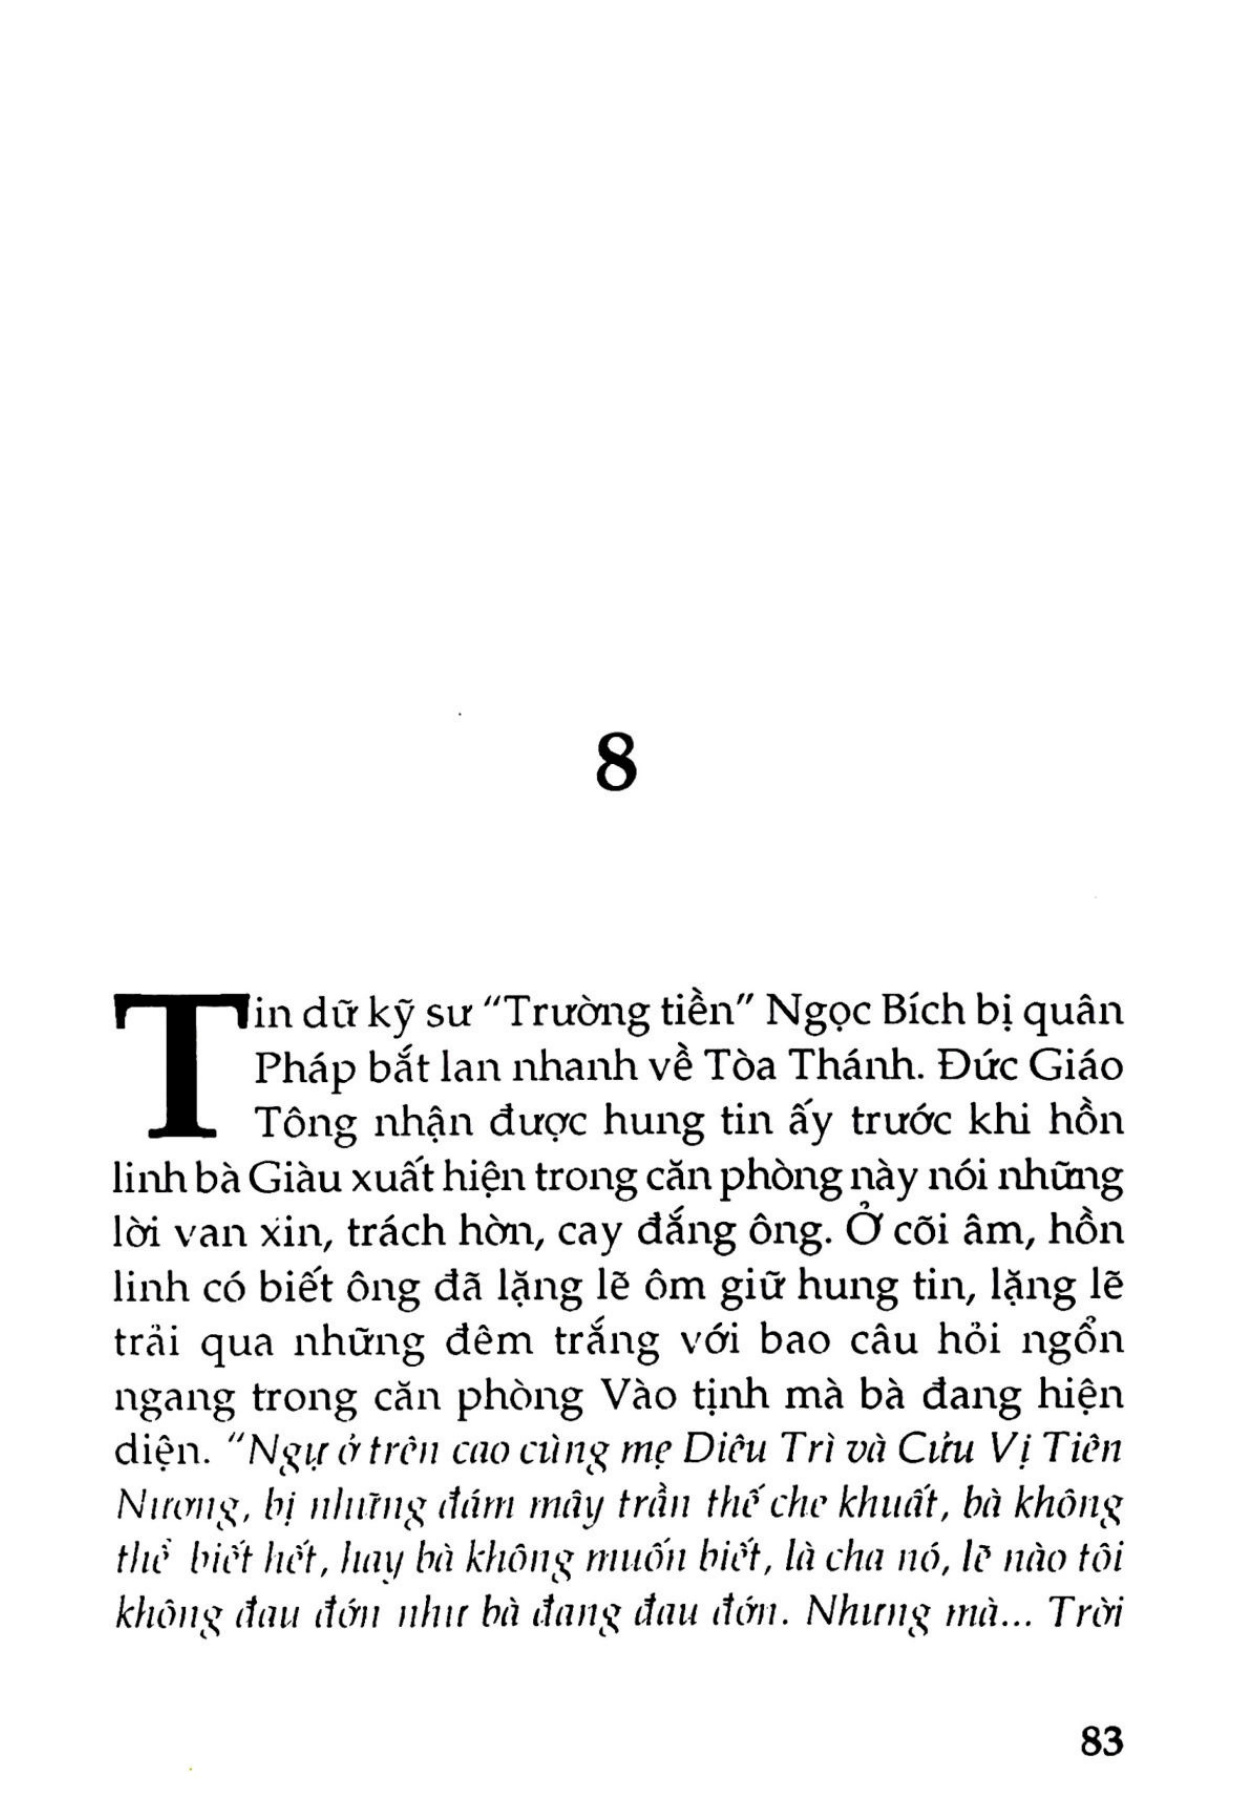 8
Tin dữ kỹ sư "Trường tiền" Ngọc Bích bị quân
Pháp bắt lan nhanh về Tòa Thánh. Đức Giáo
Tông nhận được hung tin ấy trước khi hồn
linh bà Giàu xuất hiện trong căn phòng này nói những
lời van xin, trách hờn, cay đắng ông. Ở cõi âm, hồn
linh có biết ông đã lặng lẽ ôm giữ hung tin, lặng lẽ
trải qua những đêm trắng với bao câu hỏi ngổn
ngang trong căn phòng Vào tịnh mà bà đang hiện
diện. "Ngự ở trên cao cùng mẹ Diêu Trì và Cửu Vị Tiên
Nương, bị những đám mây trần thế che khuất, bà không
thể biết hết, hay bà không muốn biết, là cha nó, lẽ nào tôi
không đau đớn như bà đang đau đớn. Nhưng mà... Trời
83